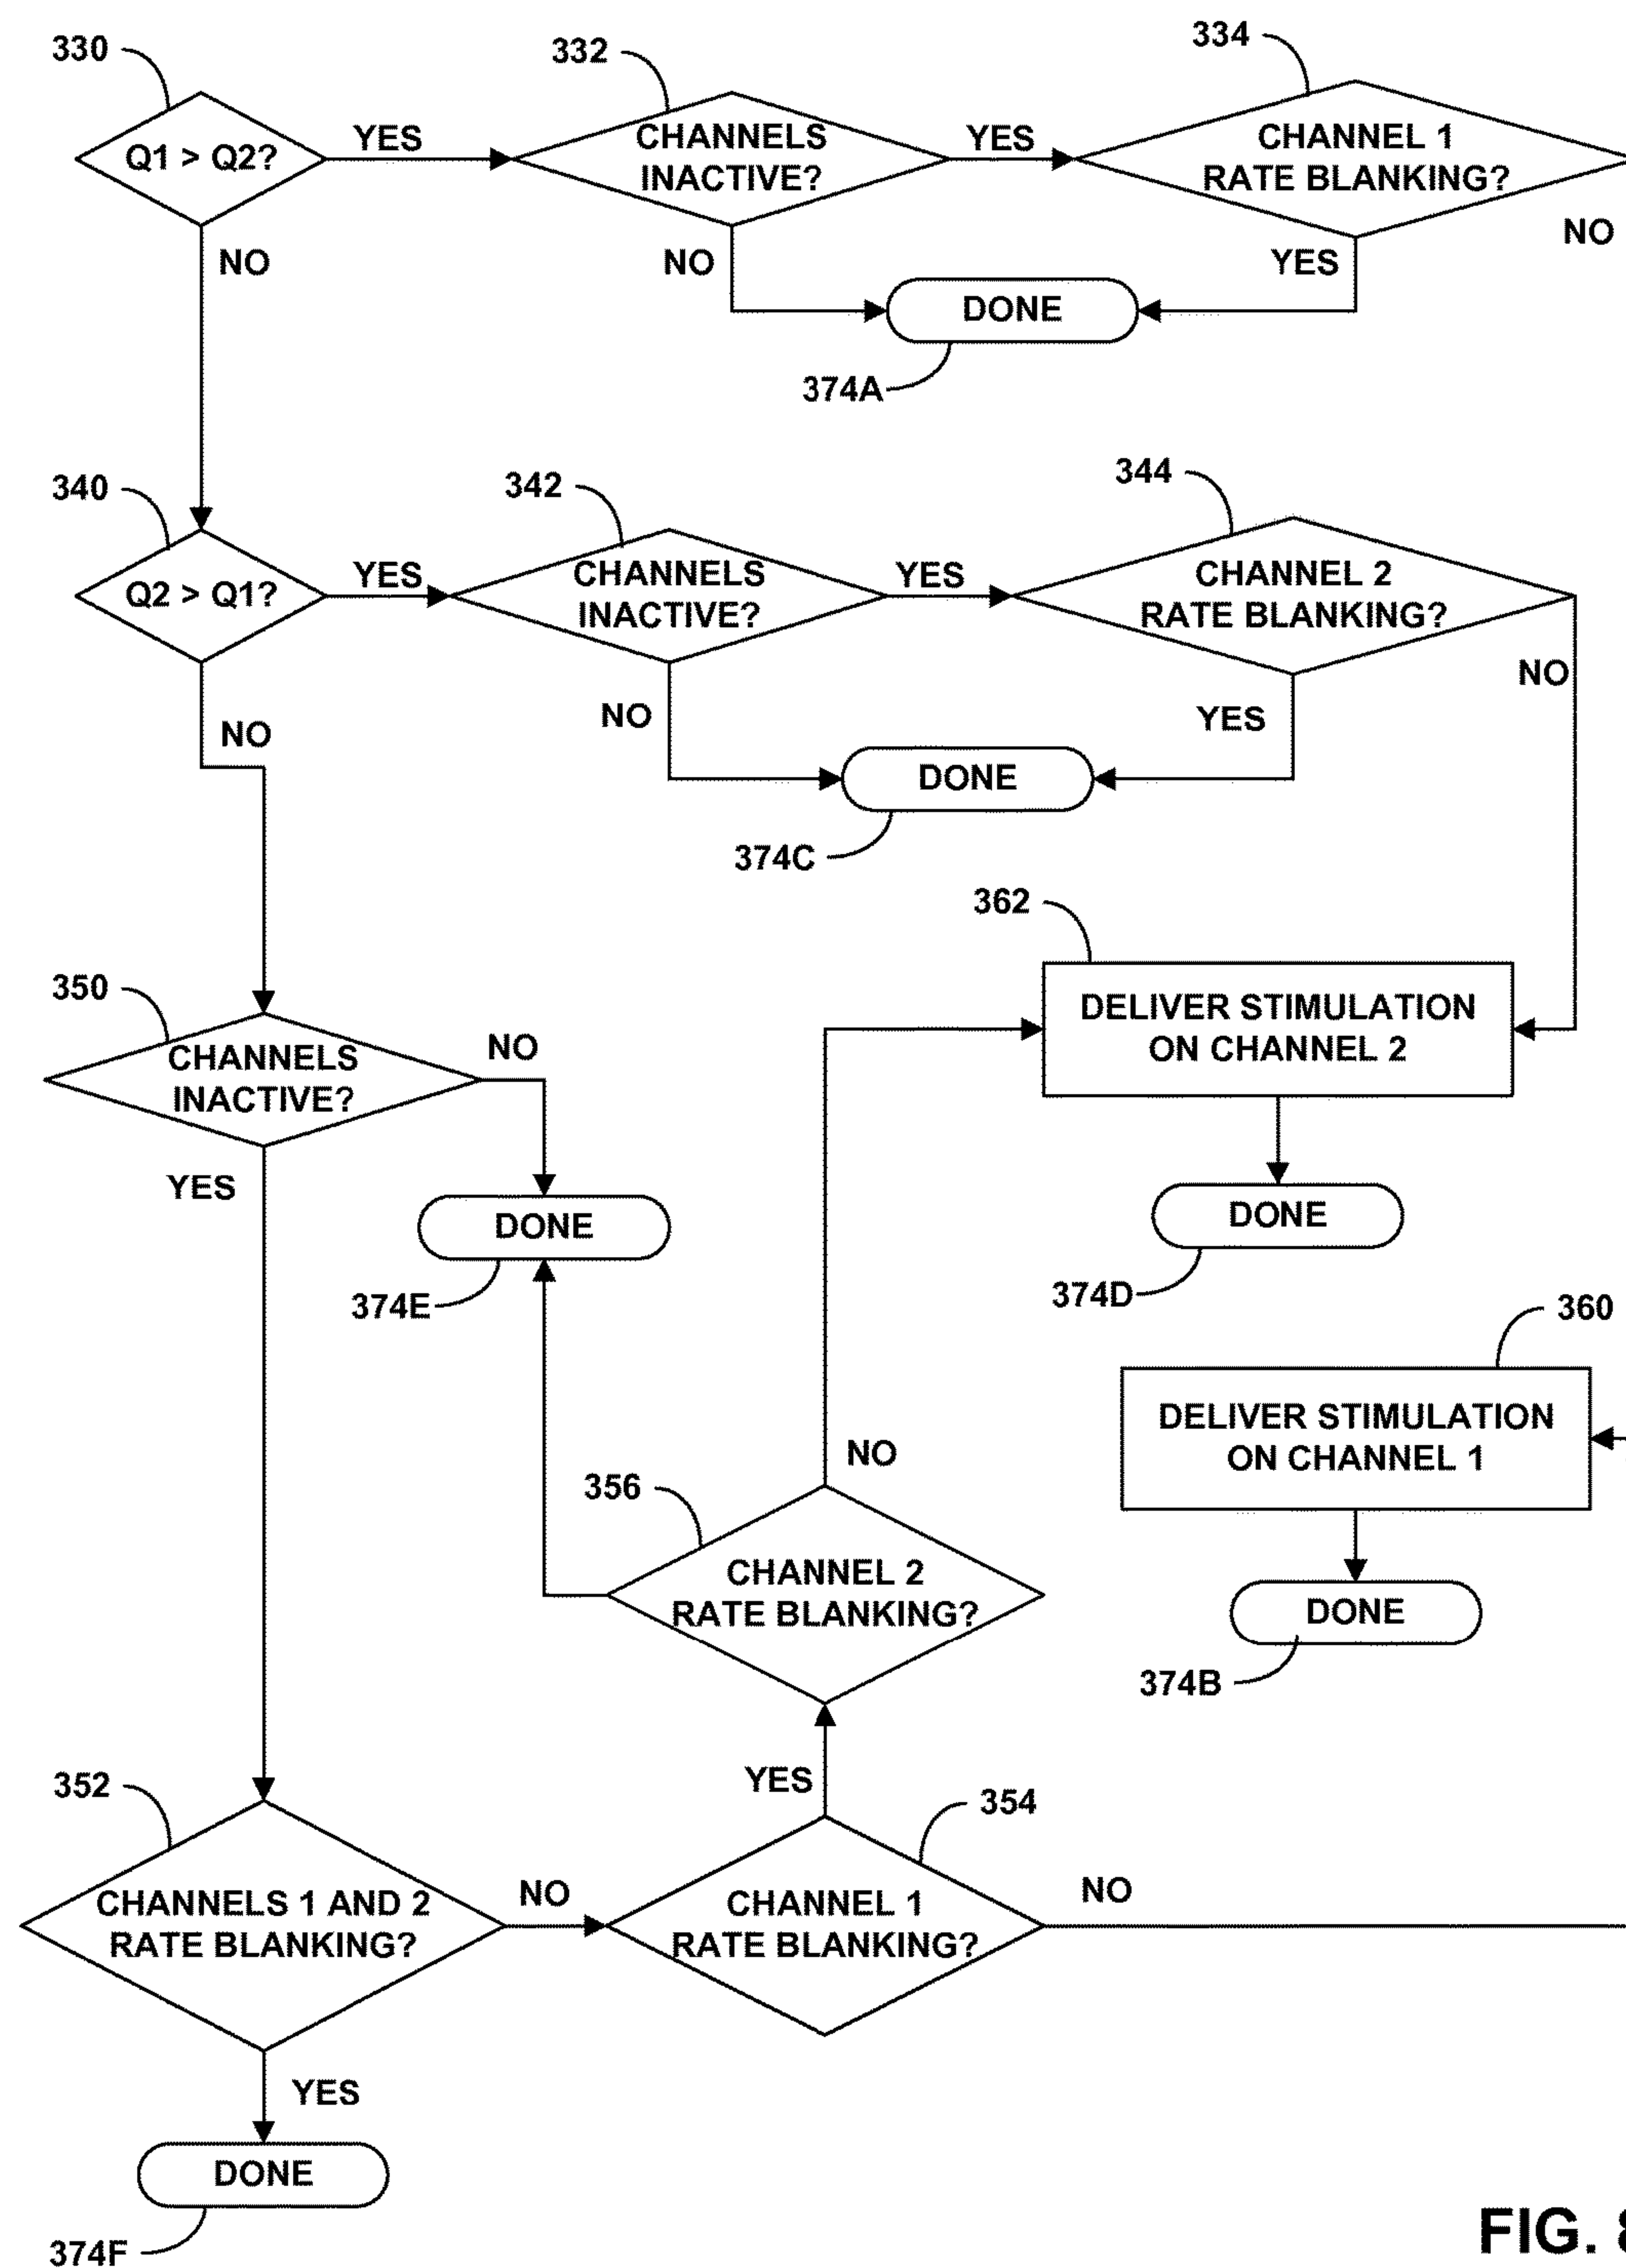 330
332
334
Q1 > Q2?
YES
CHANNELS
INACTIVE?
YES
CHANNEL 1
RATE BLANKING?
NO
NO
NO
YES
DONE
374A
340
342
344
Q2 > Q1?
YES
CHANNELS
INACTIVE?
YES
CHANNEL 2
RATE BLANKING?
NO
NO
NO
YES
DONE
374C
362
350
DELIVER STIMULATION
ON CHANNEL 2
CHANNELS
INACTIVE?
NO
YES
DONE
DONE
374E
374D
360
DELIVER STIMULATION
ON CHANNEL 1
NO
356
CHANNEL 2
RATE BLANKING?
DONE
374B
YES
352
354
CHANNELS 1 AND 2
RATE BLANKING?
NO
CHANNEL 1
RATE BLANKING?
NO
YES
DONE
374F
FIG. 8